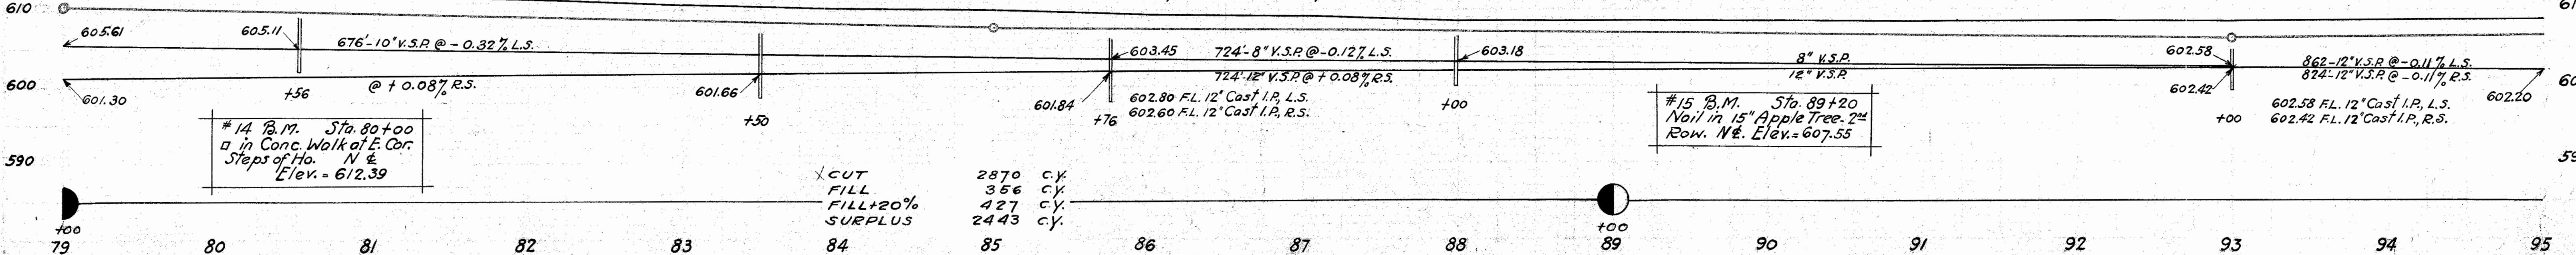 610
605.61
605.11
676'-10" V.S.P. @ - 0.32% L.S.
603.45
724'-8" V.S.P. @ -0.12% L.S.
603.18
8" V.S.P.
602.58
862-12" V.S.P. @ -0.11% L.S.
600
601.30
+56
@ + 0.08% R.S.
601.66
601.84
724'-12" V.S.P. @ + 0.08% R.S.
12" V.S.P.
602.42
824-12" V.S.P. @ -0.11% R.S.
602.20
+50
+76
602.80 F.L. 12" Cast I.P., L.S.
602.60 F.L. 12" Cast I.P., R.S.
+00
+00
602.58 F.L. 12" Cast I.P., L.S.
602.42 F.L. 12" Cast I.P., R.S.
#14 B.M. Sta. 80+00
□ in Conc. Walk at E. Cor.
Steps of Ho. N ℄
Elev. = 612.39
#15 B.M. Sta. 89+20
Nail in 15" Apple Tree. 2nd
Row. N℄. Elev. = 607.55
590
CUT 2870 C.Y.
FILL 356 C.Y.
FILL+20% 427 C.Y.
SURPLUS 2443 C.Y.
+00
+00
79 80 81 82 83 84 85 86 87 88 89 90 91 92 93 94 95